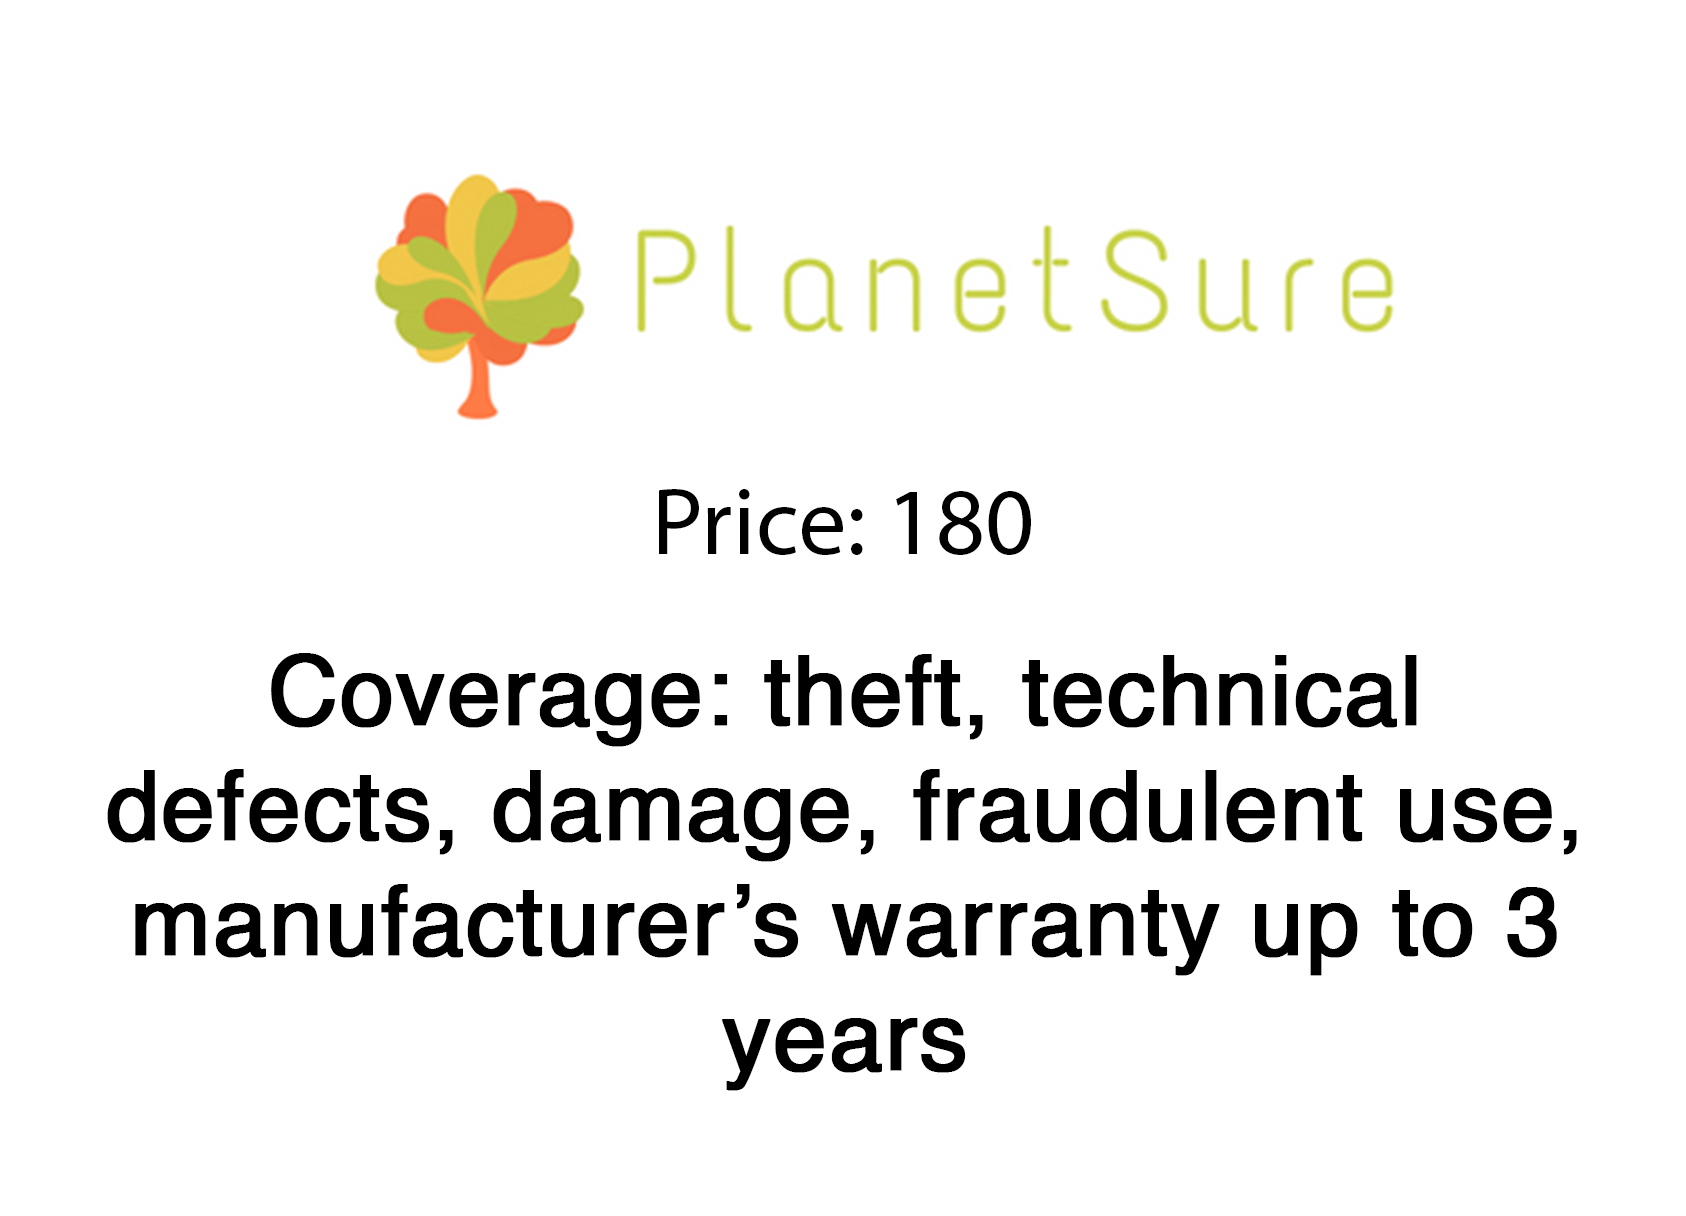 PlanetSure
Price: 180
Coverage: theft, technical
defects, damage, fraudulent use,
manufacturer’s warranty up to 3
years